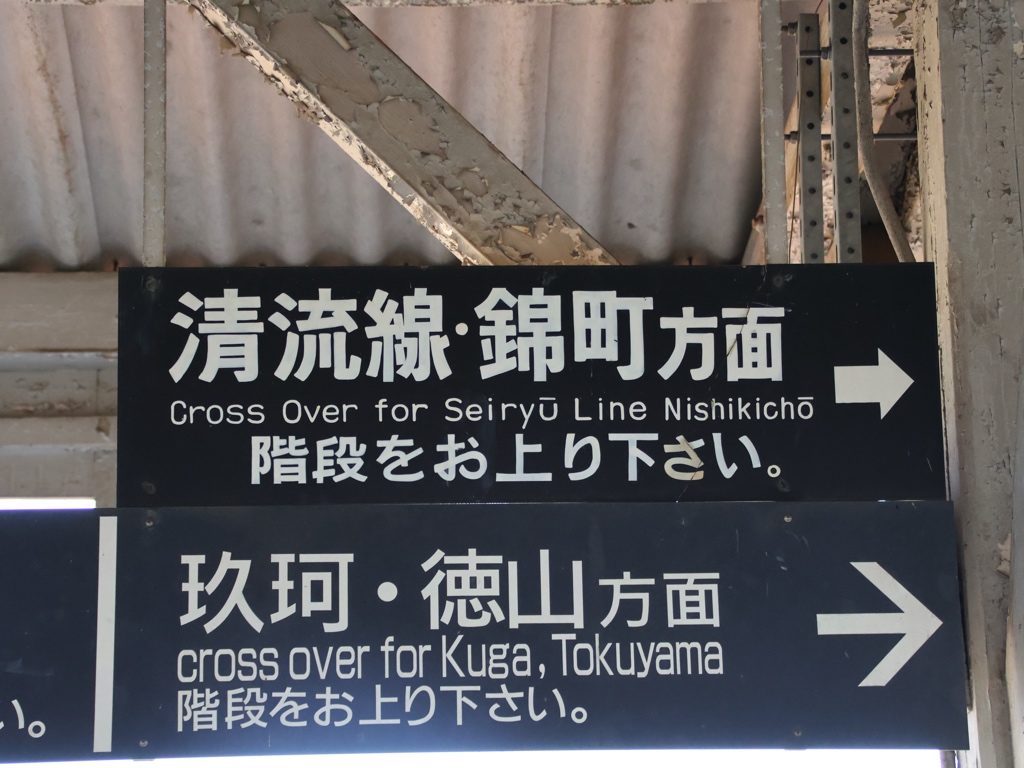 清流線・錦町方面
Cross Over for Seiryū Line Nishikichō
階段をお上り下さい。
玖珂・徳山方面
cross over for Kuga, Tokuyama
階段をお上り下さい。
い。